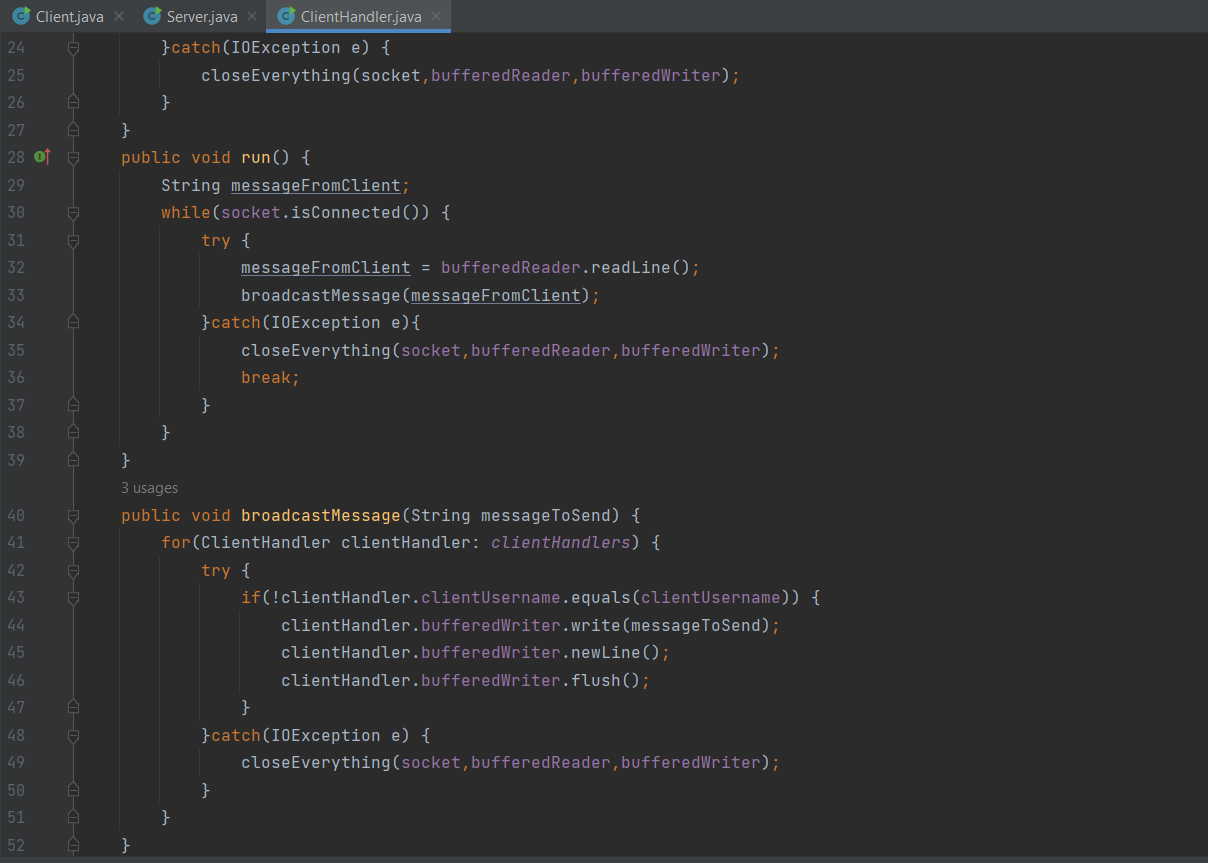 Client.java Server.java ClientHandler.java
24 }catch(IOException e) {
25 closeEverything(socket,bufferedReader,bufferedWriter);
26 }
27 }
28 public void run() {
29 String messageFromClient;
30 while(socket.isConnected()) {
31 try {
32 messageFromClient = bufferedReader.readLine();
33 broadcastMessage(messageFromClient);
34 }catch(IOException e){
35 closeEverything(socket,bufferedReader,bufferedWriter);
36 break;
37 }
38 }
39 }
3 usages
40 public void broadcastMessage(String messageToSend) {
41 for(ClientHandler clientHandler: clientHandlers) {
42 try {
43 if(!clientHandler.clientUsername.equals(clientUsername)) {
44 clientHandler.bufferedWriter.write(messageToSend);
45 clientHandler.bufferedWriter.newLine();
46 clientHandler.bufferedWriter.flush();
47 }
48 }catch(IOException e) {
49 closeEverything(socket,bufferedReader,bufferedWriter);
50 }
51 }
52 }